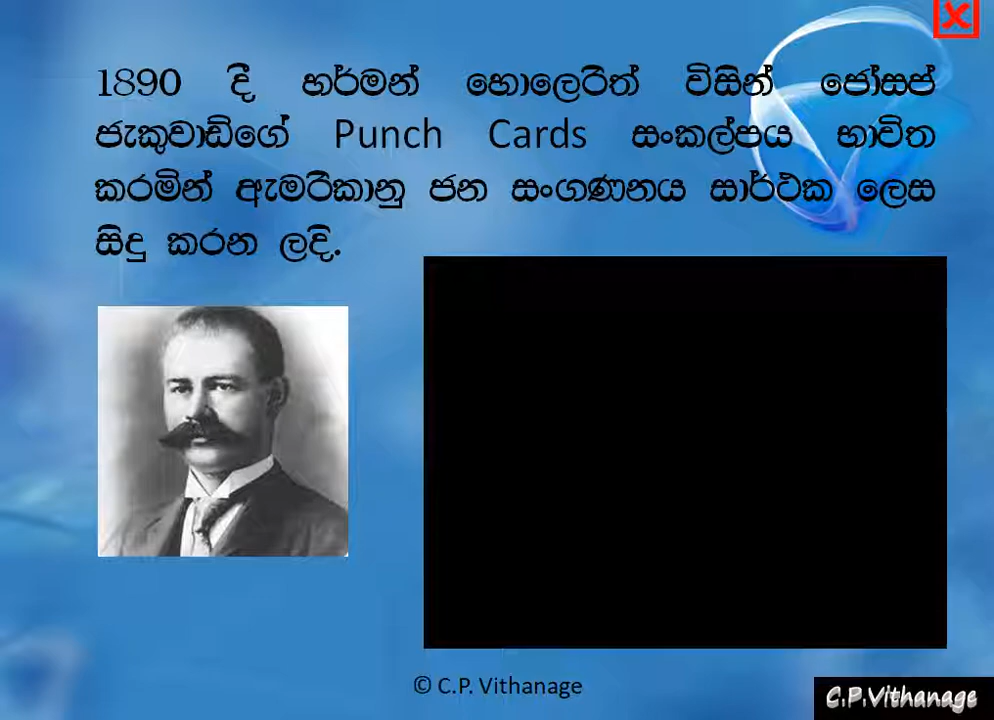 1890 දී හර්මන් හොලෙරිත් විසින් ජෝසප්
ජැකුවාඩ්ගේ Punch Cards සංකල්පය භාවිත
කරමින් ඇමරිකානු ජන සංගණනය සාර්ථක ලෙස
සිදු කරන ලදි.
© C.P. Vithanage
C.P.Vithanage